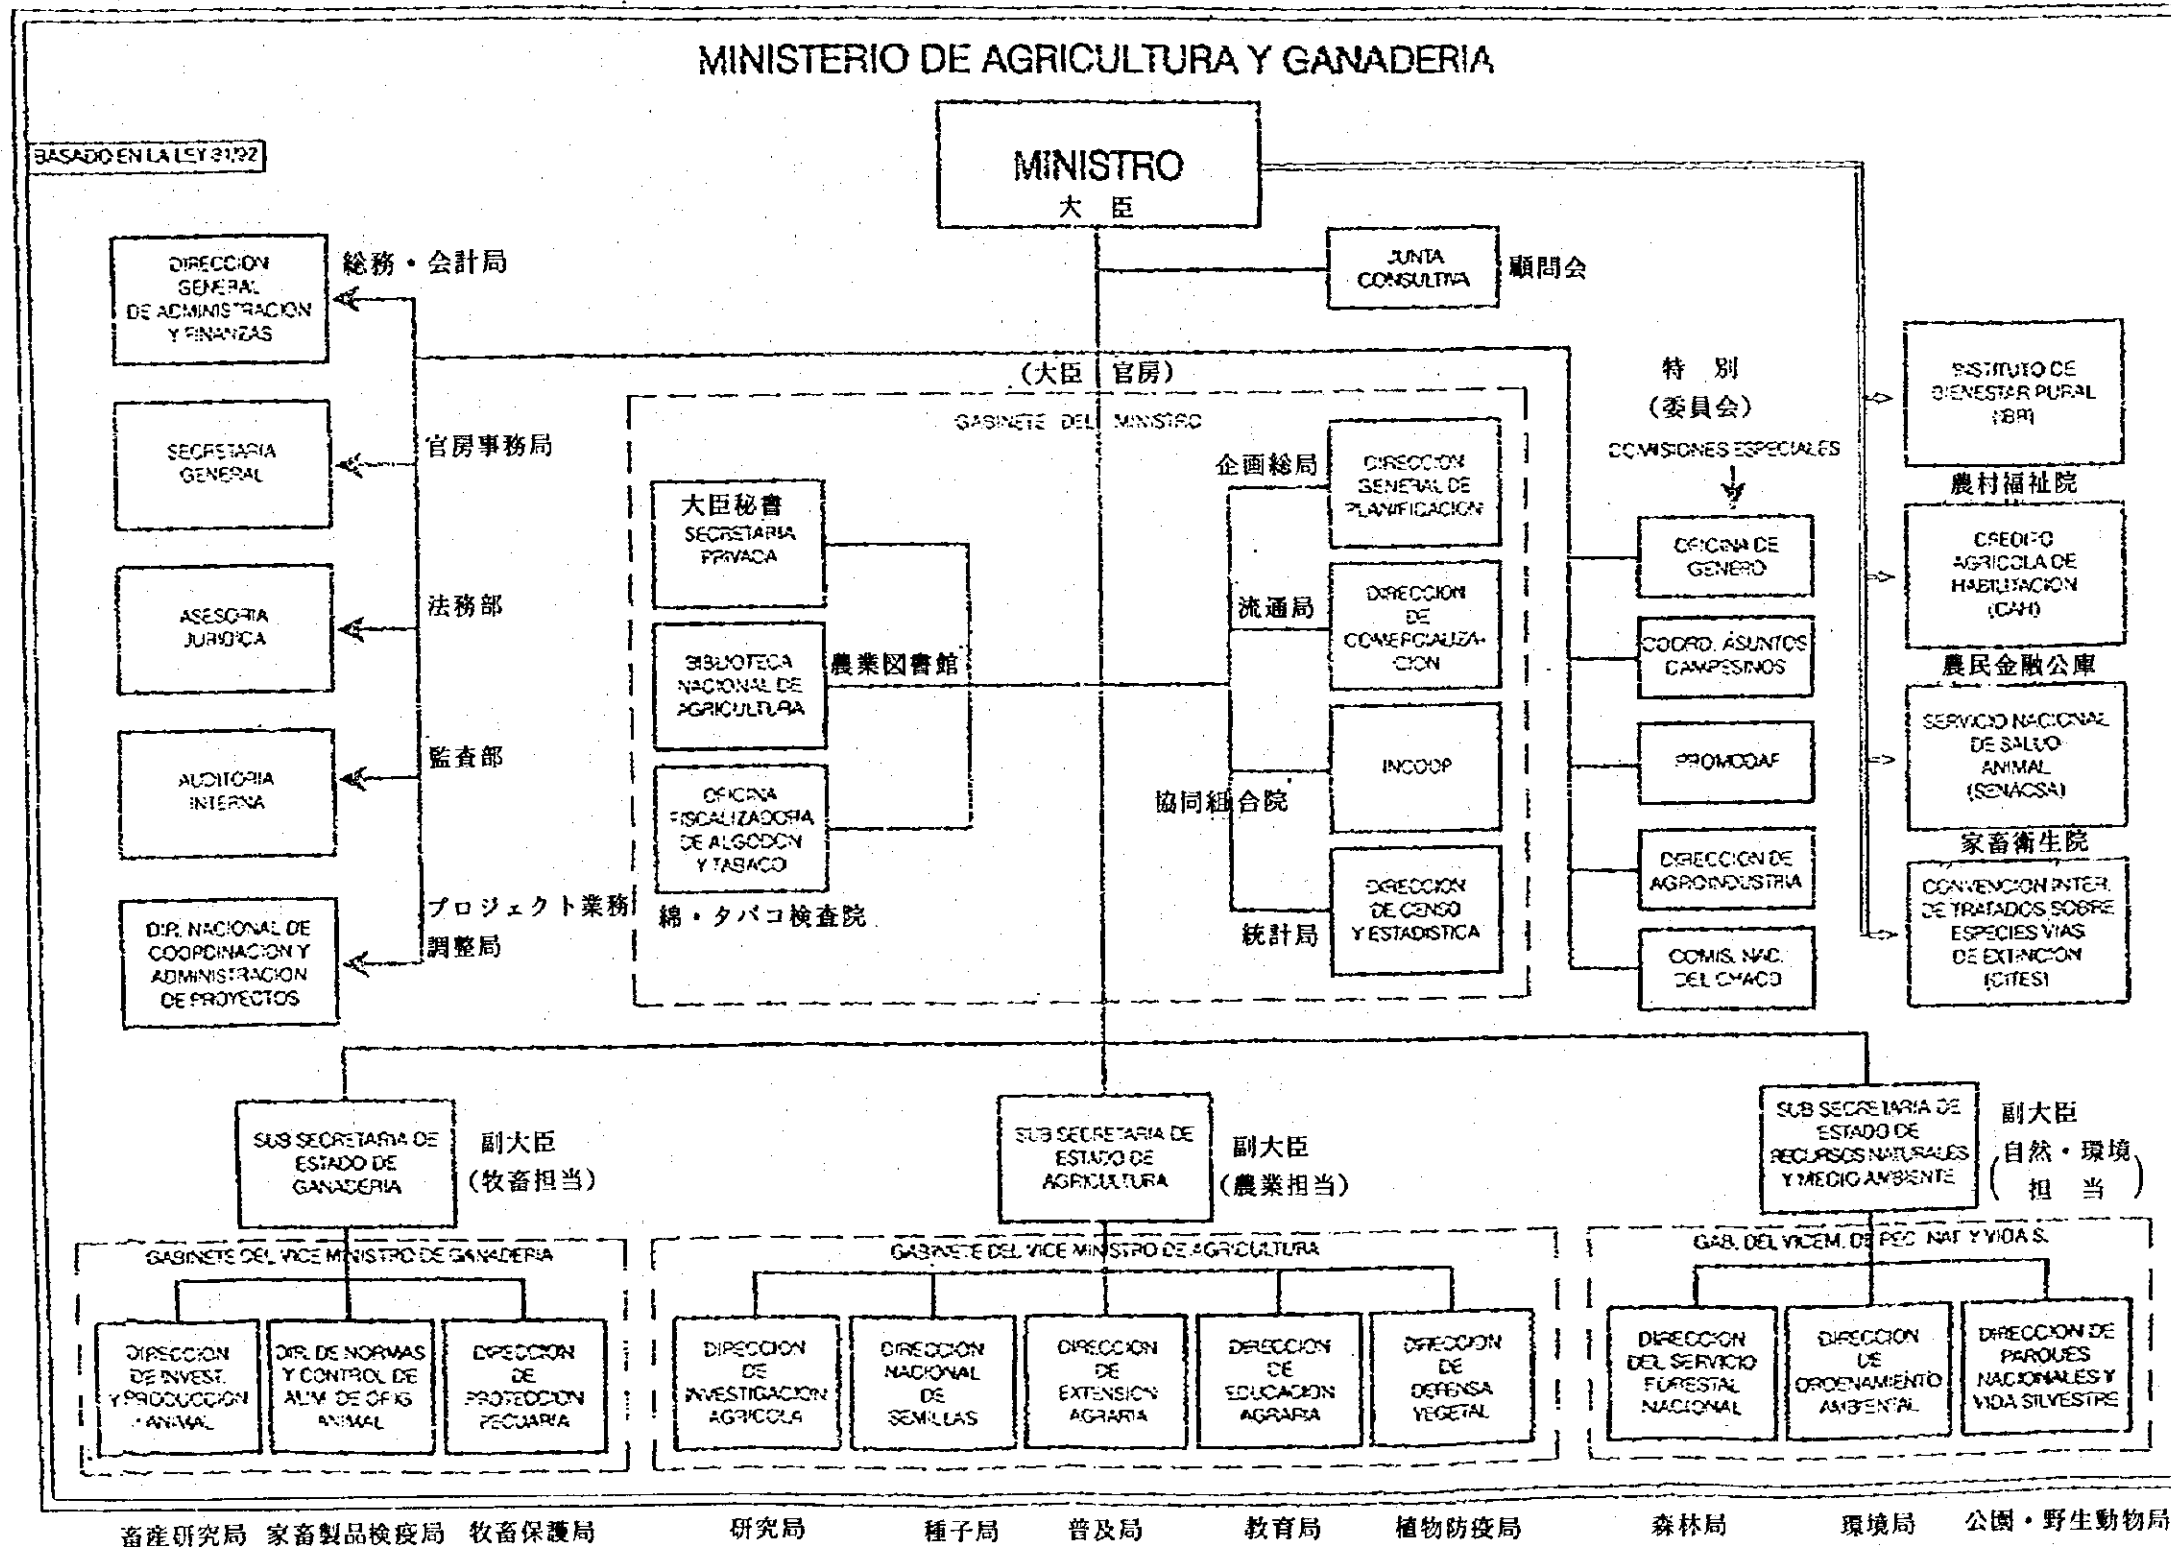 MINISTERIO DE AGRICULTURA Y GANADERIA
BASADO EN LA LEY 81/92
MINISTRO
大 臣
JUNTA
CONSULTIVA
顧問会
DIRECCION
GENERAL
DE ADMINISTRACION
Y FINANZAS
総務・会計局
SECRETARIA
GENERAL
官房事務局
ASESORIA
JURIDICA
法務部
AUDITORIA
INTERNA
監査部
DIR. NACIONAL DE
COORDINACION Y
ADMINISTRACION
DE PROYECTOS
プロジェクト業務
調整局
(大臣 官房)
GABINETE DEL MINISTRO
大臣秘書
SECRETARIA
PRIVADA
BIBLIOTECA
NACIONAL DE
AGRICULTURA
農業図書館
OFICINA
FISCALIZADORA
DE ALGODON
Y TABACO
綿・タバコ検査院
企画総局
DIRECCION
GENERAL DE
PLANIFICACION
流通局
DIRECCION
DE
COMERCIALIZA-
CION
INCOOP
協同組合院
DIRECCION
DE CENSO
Y ESTADISTICA
統計局
特 別
(委員会)
COMISIONES ESPECIALES
OFICINA DE
GENERO
COORD. ASUNTOS
CAMPESINOS
PROMODAF
DIRECCION DE
AGROINDUSTRIA
COMIS. NAC.
DEL CHACO
INSTITUTO DE
BIENESTAR RURAL
(IBR)
農村福祉院
CREDITO
AGRICOLA DE
HABILITACION
(CAH)
農民金融公庫
SERVICIO NACIONAL
DE SALUD
ANIMAL
(SENACSA)
家畜衛生院
CONVENCION INTER.
DE TRATADOS SOBRE
ESPECIES VIAS
DE EXTINCION
(CITES)
SUB SECRETARIA DE
ESTADO DE
GANADERIA
副大臣
(牧畜担当)
SUB SECRETARIA DE
ESTADO DE
AGRICULTURA
副大臣
(農業担当)
SUB SECRETARIA DE
ESTADO DE
RECURSOS NATURALES
Y MEDIO AMBIENTE
副大臣
(自然・環境
担 当)
GABINETE DEL VICE MINISTRO DE GANADERIA
DIRECCION
DE INVEST.
Y PRODUCCION
ANIMAL
DIR. DE NORMAS
Y CONTROL DE
ALIM. DE ORIG.
ANIMAL
DIRECCION
DE
PROTECCION
PECUARIA
GABINETE DEL VICE MINISTRO DE AGRICULTURA
DIRECCION
DE
INVESTIGACION
AGRICOLA
DIRECCION
NACIONAL
DE
SEMILLAS
DIRECCION
DE
EXTENSION
AGRARIA
DIRECCION
DE
EDUCACION
AGRARIA
DIRECCION
DE
DEFENSA
VEGETAL
GAB. DEL VICEM. DE REC. NAT. Y VIDA S.
DIRECCION
DEL SERVICIO
FORESTAL
NACIONAL
DIRECCION
DE
ORDENAMIENTO
AMBIENTAL
DIRECCION DE
PARQUES
NACIONALES Y
VIDA SILVESTRE
畜産研究局 家畜製品検疫局 牧畜保護局 研究局 種子局 普及局 教育局 植物防疫局 森林局 環境局 公園・野生動物局